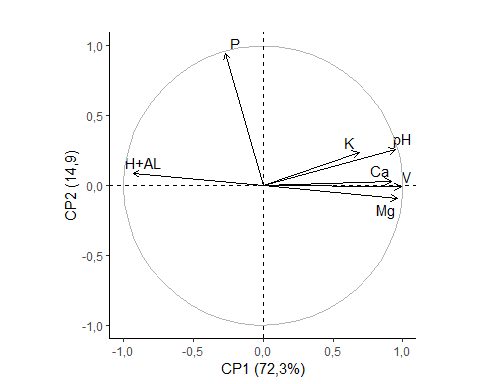 1,0
P
0,5
K
pH
H+AL
Ca
V
0,0
Mg
CP2 (14,9)
-0,5
-1,0
-1,0
-0,5
0,0
0,5
1,0
CP1 (72,3%)